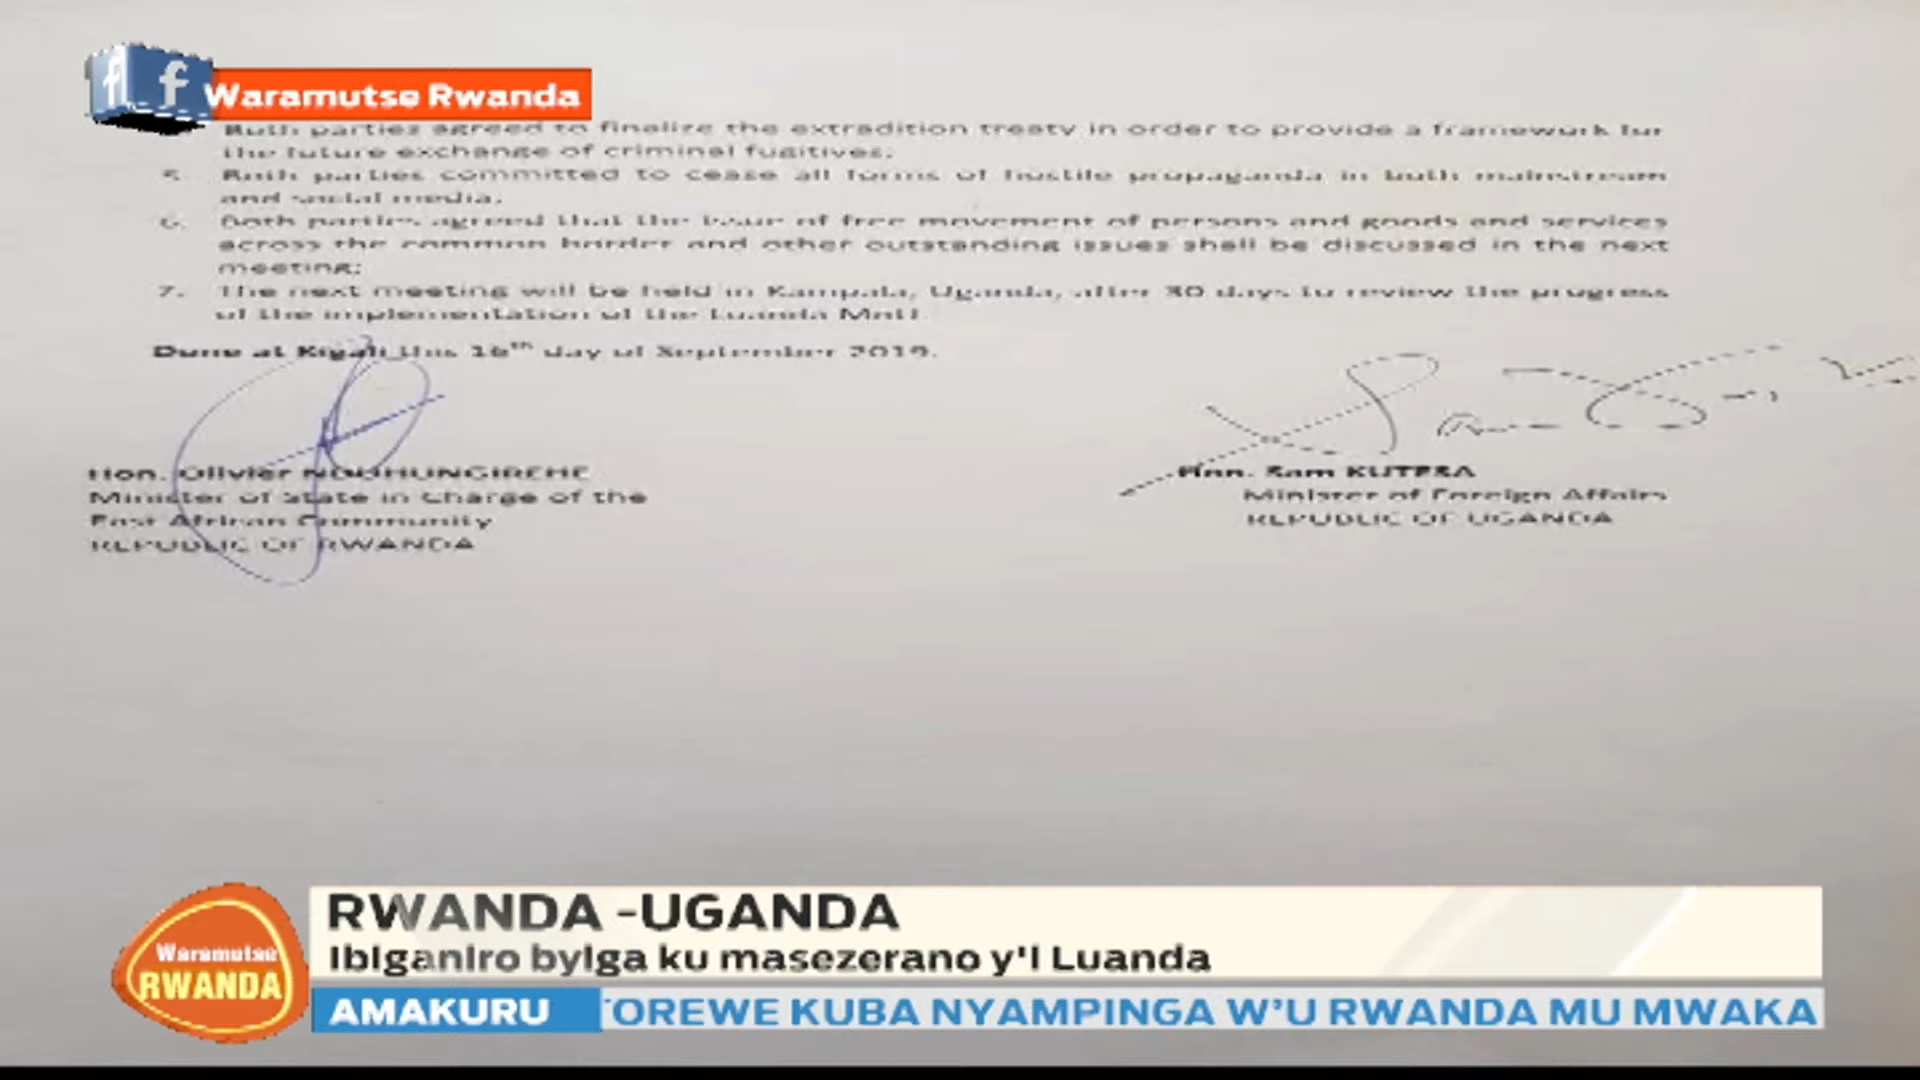 f f
Waramutse Rwanda
Both parties agreed to finalize the extradition treaty in order to provide a framework for
the future exchange of criminal fugitives;
5. Both parties committed to cease all forms of hostile propaganda in both mainstream
and social media.
6. Both parties agreed that the issue of free movement of persons and goods and services
across the common border and other outstanding issues shall be discussed in the next
meeting;
7. The next meeting will be held in Kampala, Uganda, after 30 days to review the progress
of the implementation of the Luanda MoU
Done at Kigali this 16th day of September 2019.
Hon. Olivier NDUHUNGIREHE
Minister of State in Charge of the
East African Community
REPUBLIC OF RWANDA
Hon. Sam KUTESA
Minister of Foreign Affairs
REPUBLIC OF UGANDA
RWANDA -UGANDA
Ibiganiro byiga ku masezerano y'i Luanda
Waramutse
RWANDA
AMAKURU
TOREWE KUBA NYAMPINGA W'U RWANDA MU MWAKA